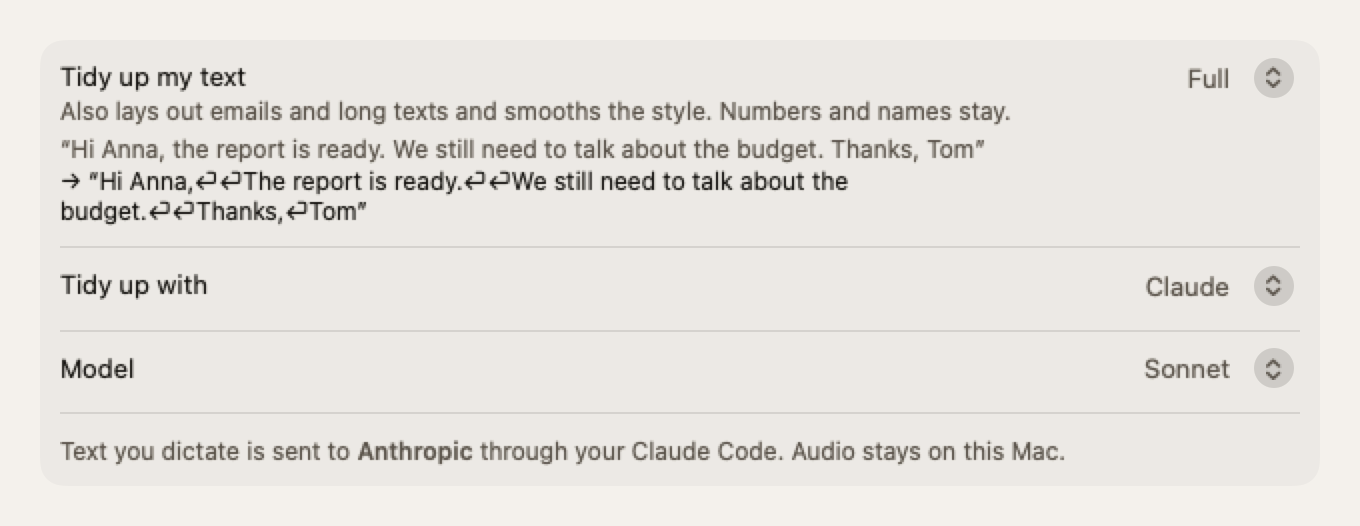 Tidy up my text
Full
Also lays out emails and long texts and smooths the style. Numbers and names stay.
“Hi Anna, the report is ready. We still need to talk about the budget. Thanks, Tom”
→ “Hi Anna,↩↩The report is ready.↩↩We still need to talk about the
budget.↩↩Thanks,↩Tom”
Tidy up with
Claude
Model
Sonnet
Text you dictate is sent to Anthropic through your Claude Code. Audio stays on this Mac.